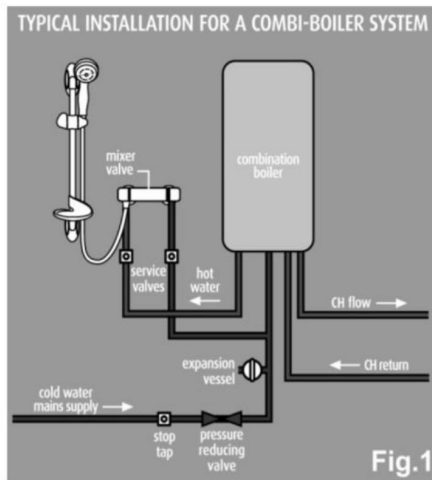 TYPICAL INSTALLATION FOR A COMBI-BOILER SYSTEM
mixer
valve
combination
boiler
service
valves
hot
water
CH flow
expansion
vessel
CH return
cold water
mains supply
stop
tap
pressure
reducing
valve
Fig.1